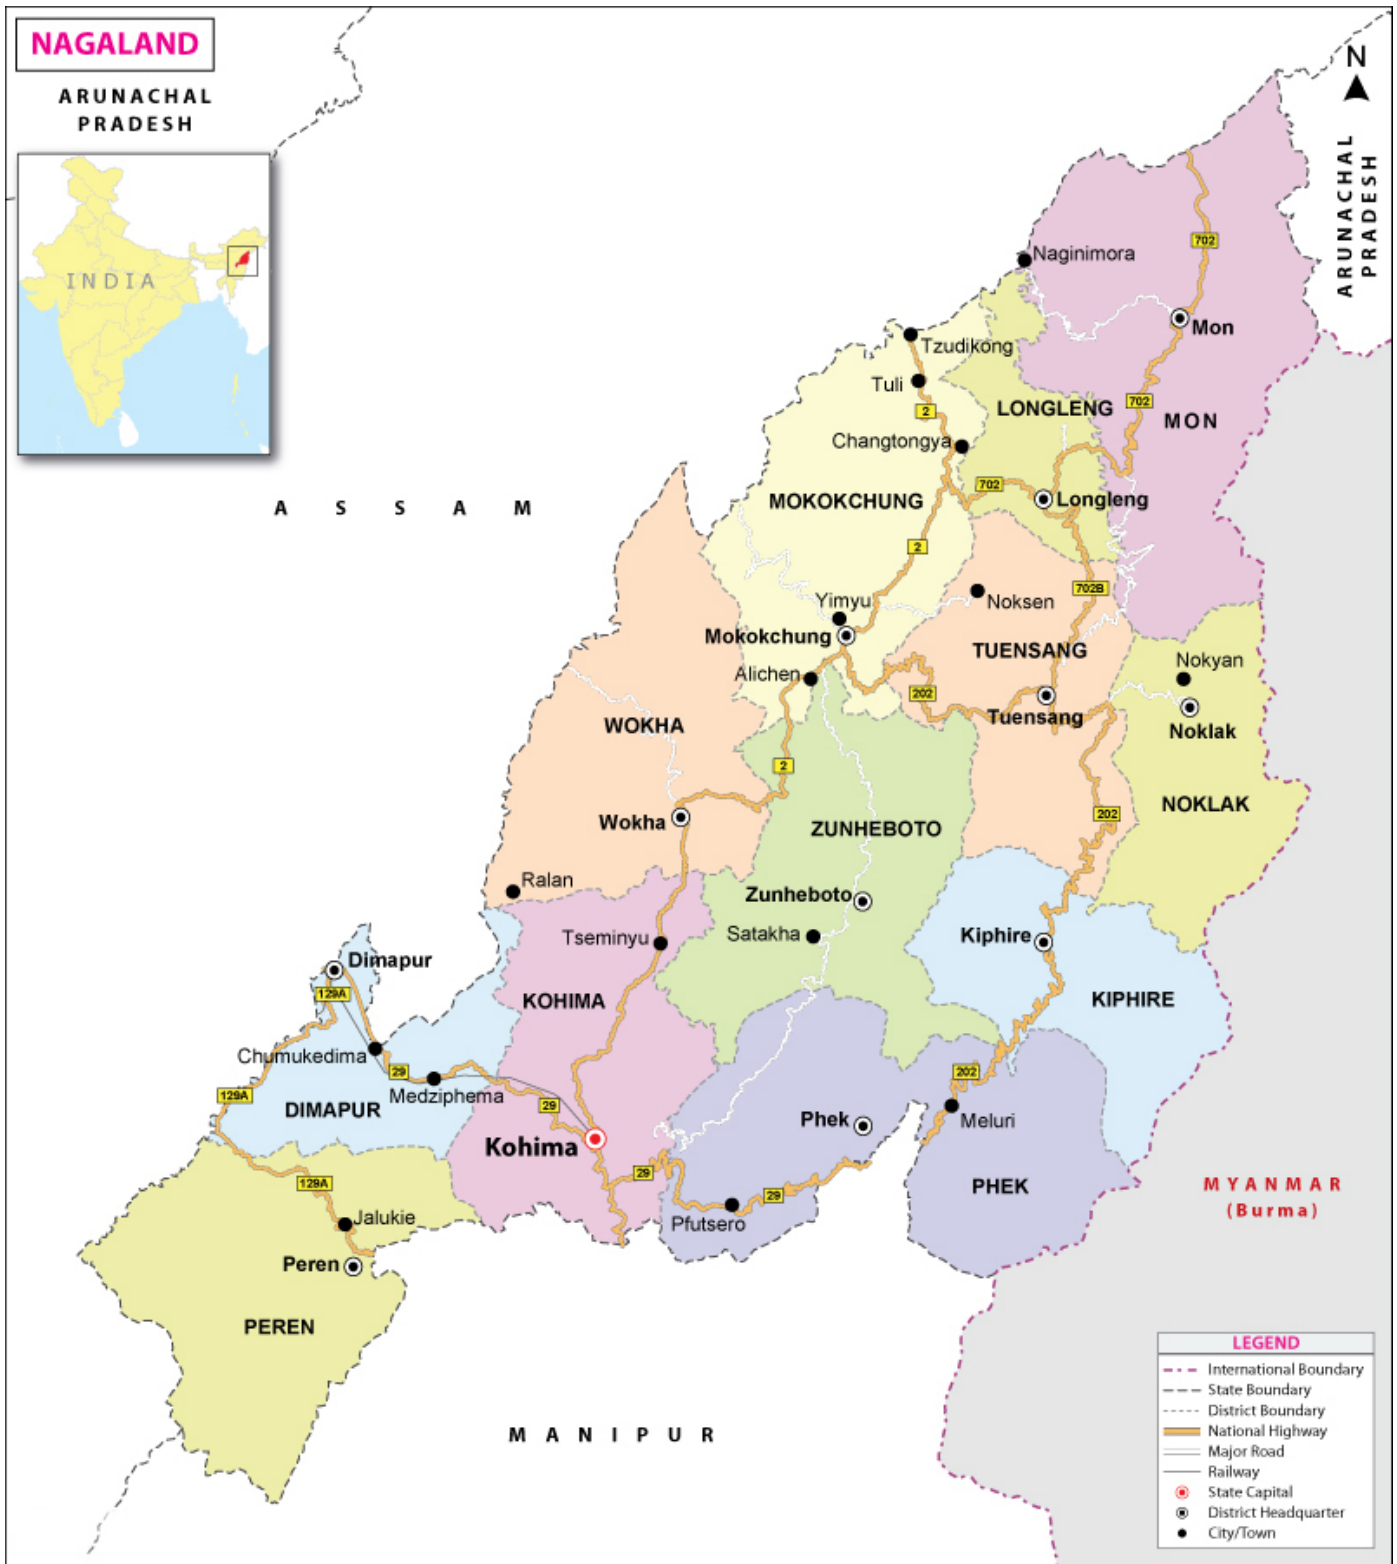 NAGALAND
ARUNACHAL
PRADESH
N
ARUNACHAL
PRADESH
INDIA
702
Naginimora
Mon
Tzudikong
Tuli
2
702
LONGLENG
MON
Changtongya
702
MOKOKCHUNG
Longleng
ASSAM
2
Yimyu
Noksen
702B
Mokokchung
TUENSANG
Alichen
Nokyan
202
Tuensang
WOKHA
Noklak
2
NOKLAK
Wokha
ZUNHEBOTO
202
Ralan
Zunheboto
Tseminyu
Satakha
Kiphire
Dimapur
129A
KOHIMA
KIPHIRE
Chumukedima
29
202
129A
Medziphema
DIMAPUR
29
Phek
Meluri
Kohima
29
129A
29
PHEK
MYANMAR
(Burma)
Jalukie
Pfutsero
Peren
PEREN
MANIPUR
LEGEND
International Boundary
State Boundary
District Boundary
National Highway
Major Road
Railway
State Capital
District Headquarter
City/Town